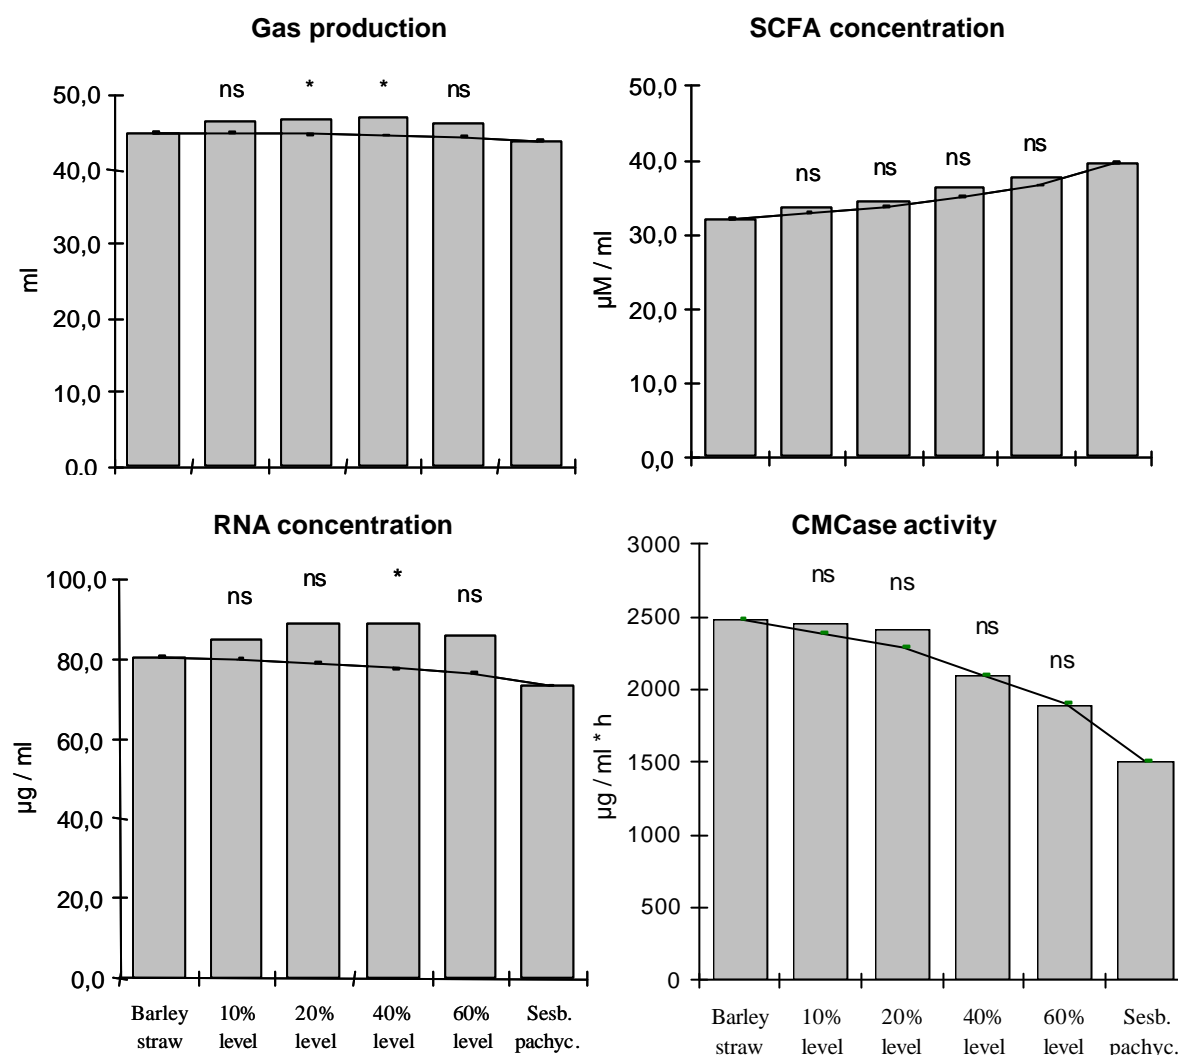 Gas production
ns * * ns
50,0
40,0
30,0
20,0
10,0
0,0
ml
SCFA concentration
ns ns ns ns
50,0
40,0
30,0
20,0
10,0
0,0
µM / ml
RNA concentration
ns ns * ns
100,0
80,0
60,0
40,0
20,0
0,0
µg / ml
Barley 10% 20% 40% 60% Sesb.
straw level level level level pachyc.
CMCase activity
ns ns ns ns
3000
2500
2000
1500
1000
500
0
µg / ml * h
Barley 10% 20% 40% 60% Sesb.
straw level level level level pachyc.